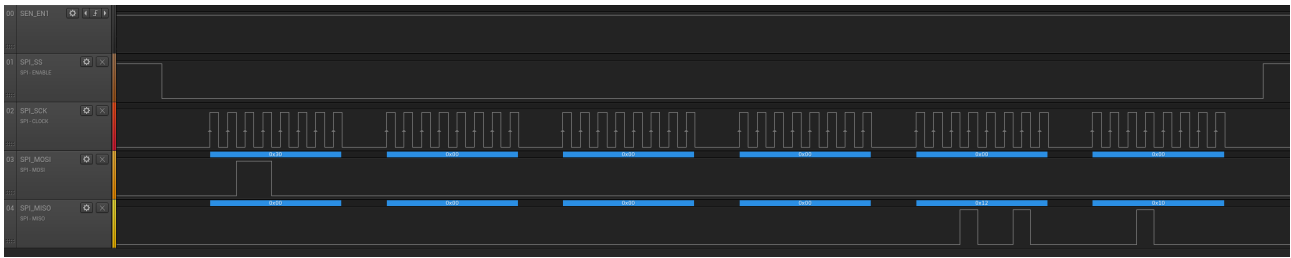 00 SEN_EN1
01 SPI_SS
SPI - ENABLE
02 SPI_SCK
SPI - CLOCK
0x30 0x00 0x00 0x00 0x00 0x00
03 SPI_MOSI
SPI - MOSI
0x00 0x00 0x00 0x00 0x12 0x10
04 SPI_MISO
SPI - MISO